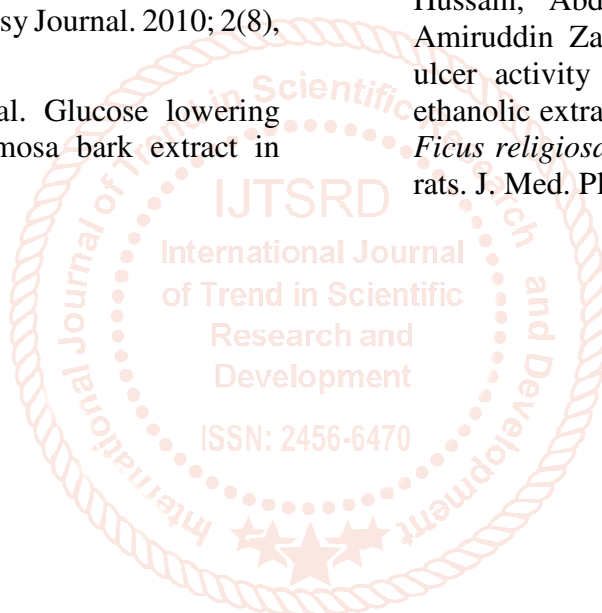 sy Journal. 2010; 2(8),
al. Glucose lowering
mosa bark extract in
Hussain, Abd
Amiruddin Za
ulcer activity
ethanolic extra
Ficus religiosa
rats. J. Med. Pl
International Journal of Trend in Scientific Research and Development
IJTSRD
International Journal
of Trend in Scientific
Research and
Development
ISSN: 2456-6470